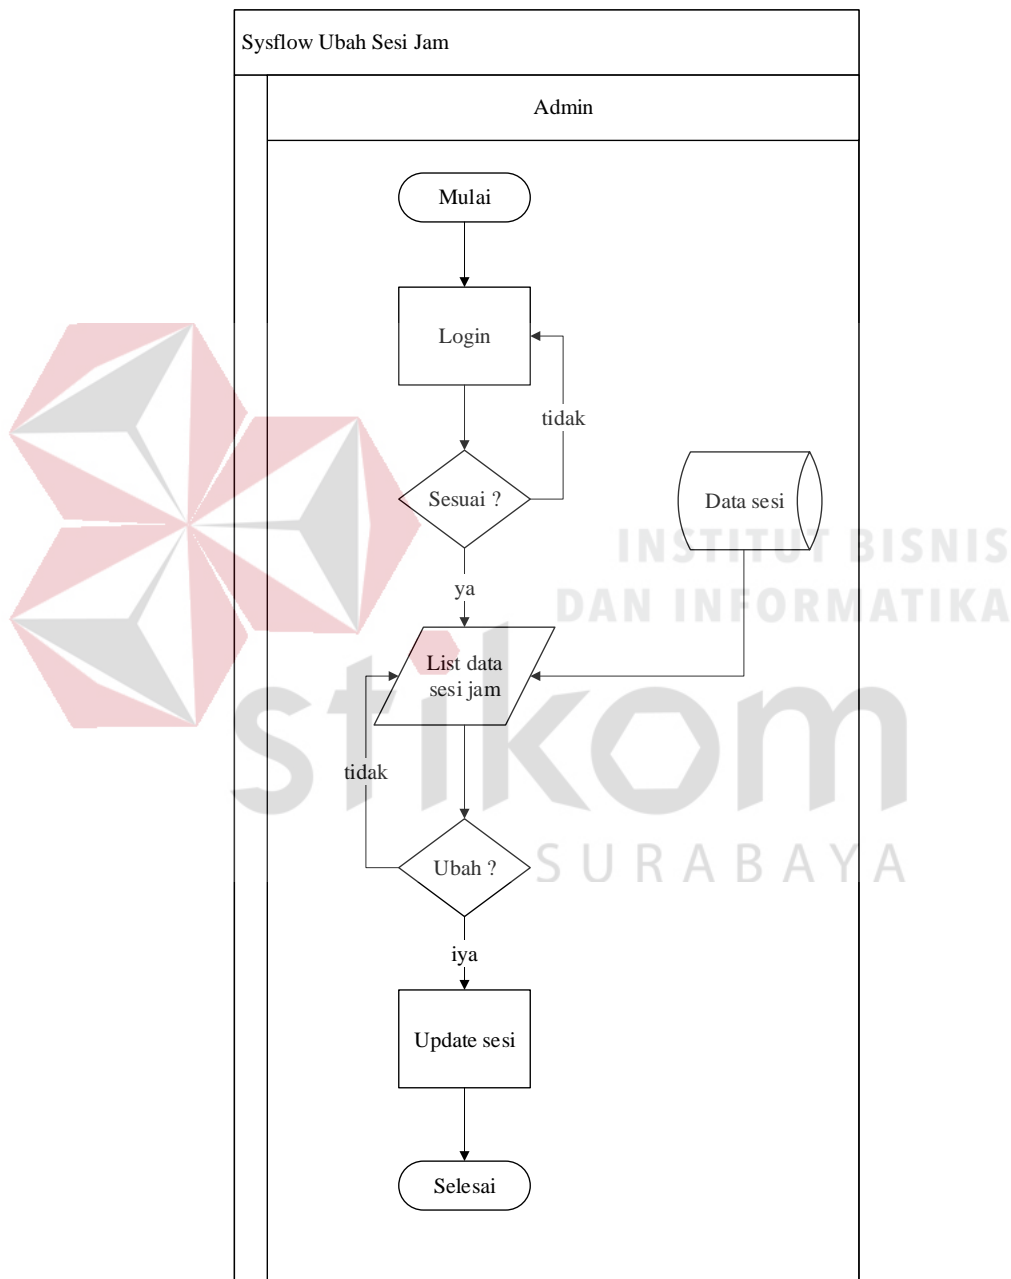 Sysflow Ubah Sesi Jam
Admin
Mulai
Login
tidak
Sesuai ?
Data sesi
INSTITUT BISNIS
DAN INFORMATIKA
ya
List data
sesi jam
stikom
tidak
Ubah ?
SURABAYA
iya
Update sesi
Selesai